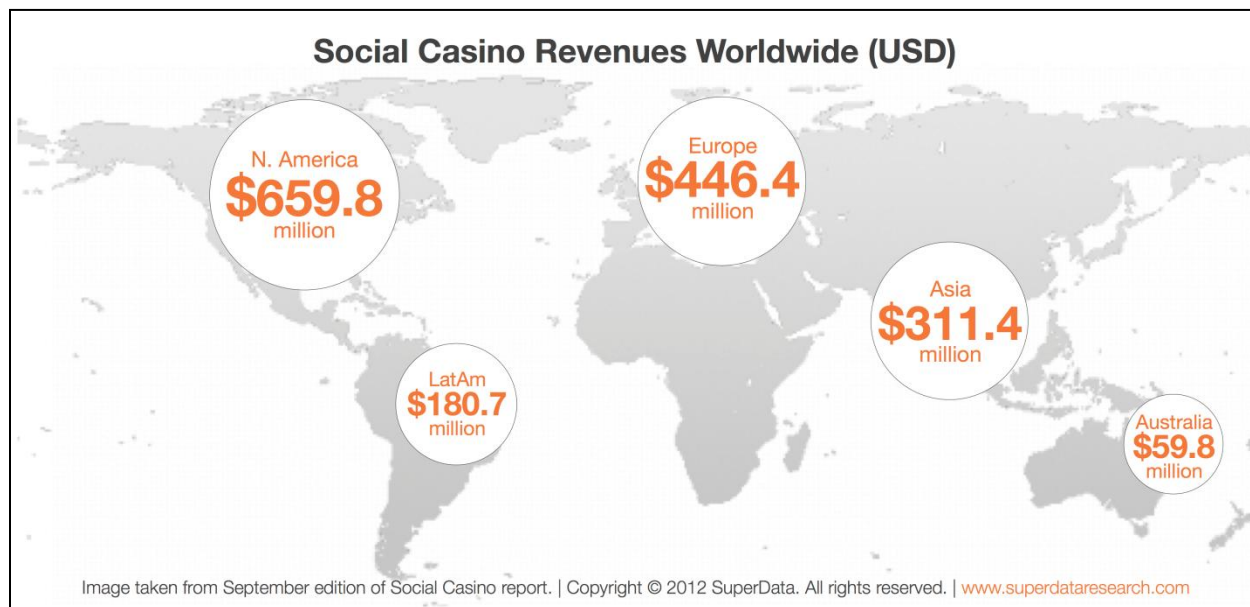 Social Casino Revenues Worldwide (USD)
N. America
$659.8
million
Europe
$446.4
million
Asia
$311.4
million
LatAm
$180.7
million
Australia
$59.8
million
Image taken from September edition of Social Casino report. | Copyright © 2012 SuperData. All rights reserved. | www.superdataresearch.com